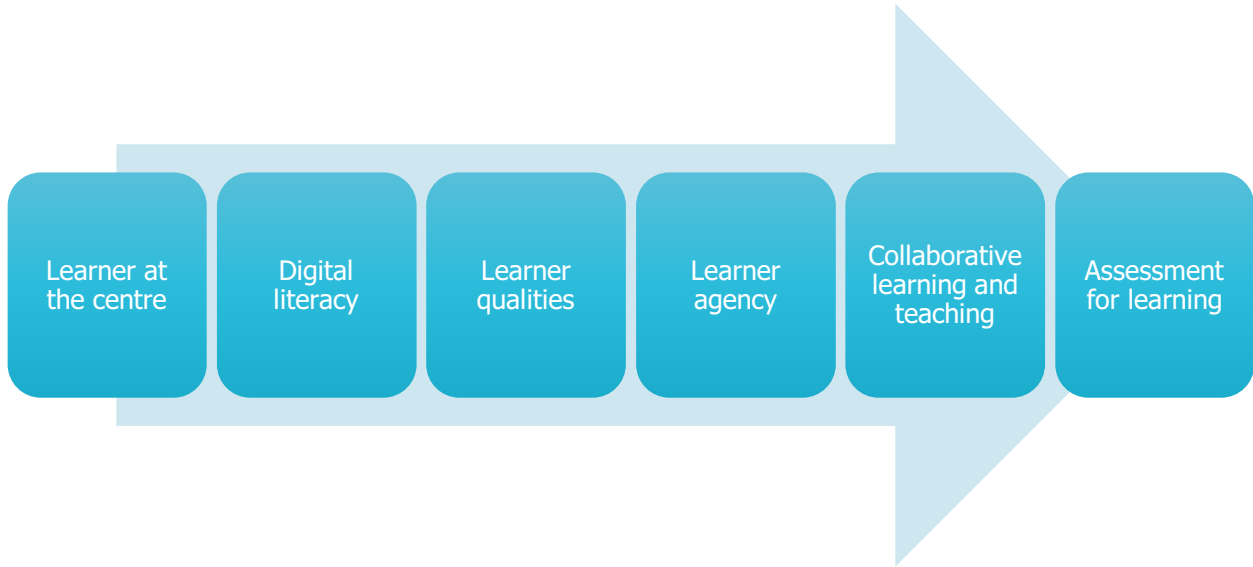 Learner at
the centre
Digital
literacy
Learner
qualities
Learner
agency
Collaborative
learning and
teaching
Assessment
for learning